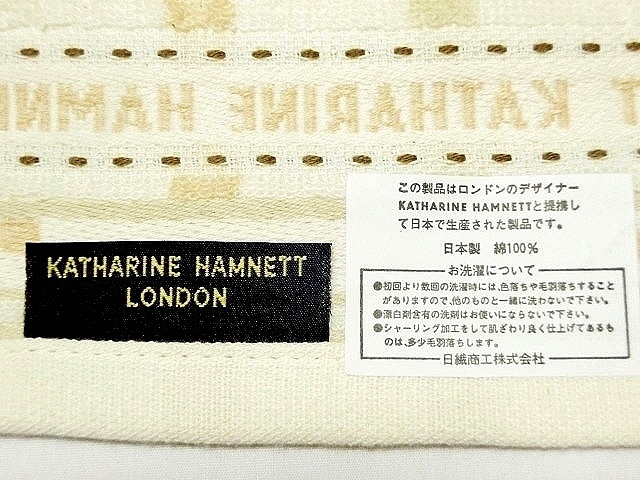 T KATHARINE HAMNE
KATHARINE HAMNETT
LONDON
この製品はロンドンのデザイナー
KATHARINE HAMNETTと提携し
て日本で生産された製品です。
日本製 綿100%
お洗濯について
●初回より数回の洗濯時には、色落ちや毛羽落ちすること
がありますので、他のものと一緒に洗わないで下さい。
●漂白剤含有の洗剤はお使いにならないで下さい。
●シャーリング加工をして肌ざわり良く仕上げてあるも
のは、多少毛羽落ちします。
日繊商工株式会社